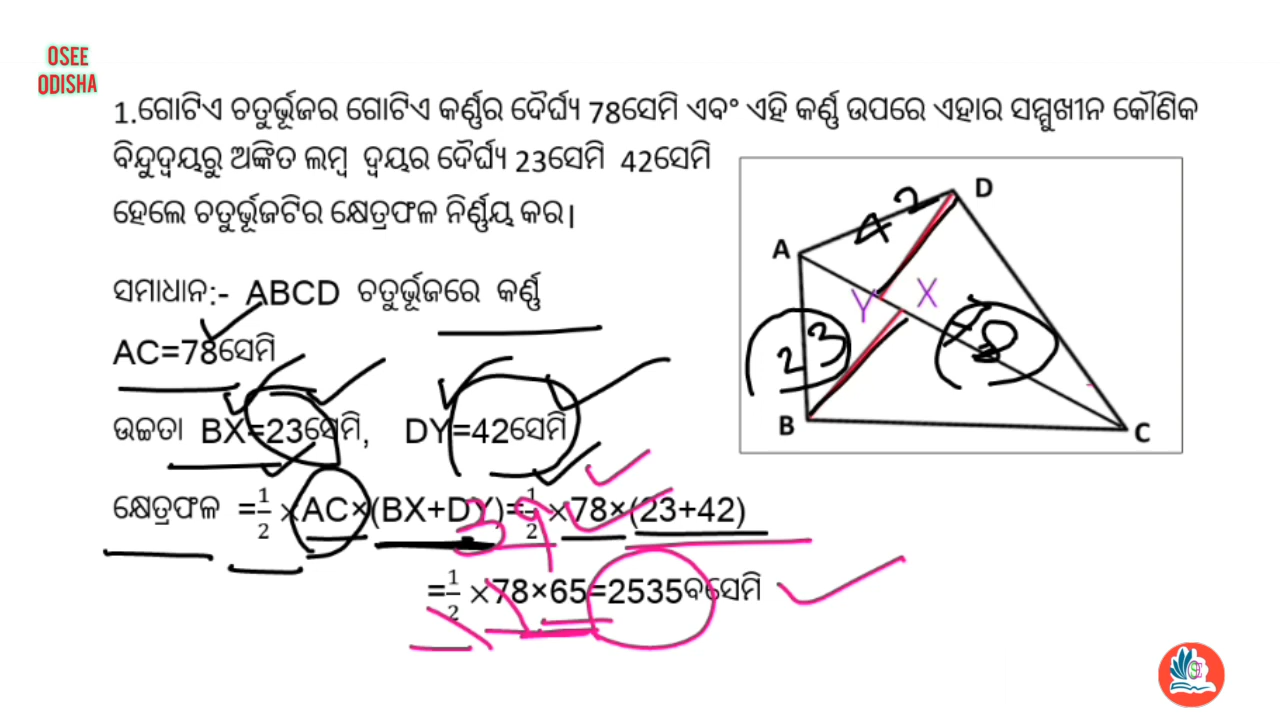 OSEE
ODISHA
1.ଗୋଟିଏ ଚତୁର୍ଭୂଜର ଗୋଟିଏ କର୍ଣ୍ଣର ଦୈର୍ଘ୍ୟ 78ସେମି ଏବଂ ଏହି କର୍ଣ୍ଣ ଉପରେ ଏହାର ସମ୍ମୁଖୀନ କୌଣିକ
ବିନ୍ଦୁଦ୍ୱୟରୁ ଅଙ୍କିତ ଲମ୍ବ ଦ୍ୱୟର ଦୈର୍ଘ୍ୟ 23ସେମି 42ସେମି
ହେଲେ ଚତୁର୍ଭୂଜଟିର କ୍ଷେତ୍ରଫଳ ନିର୍ଣ୍ଣୟ କର।
ସମାଧାନ:- ABCD ଚତୁର୍ଭୂଜରେ କର୍ଣ୍ଣ
AC=78ସେମି
ଉଚ୍ଚତା BX=23ସେମି, DY=42ସେମି
କ୍ଷେତ୍ରଫଳ =1/2×AC×(BX+DY)=1/2×78×(23+42)
39
=1/2×78×65=2535ବସେମି
D
42
A
Y X
23 78
B
C